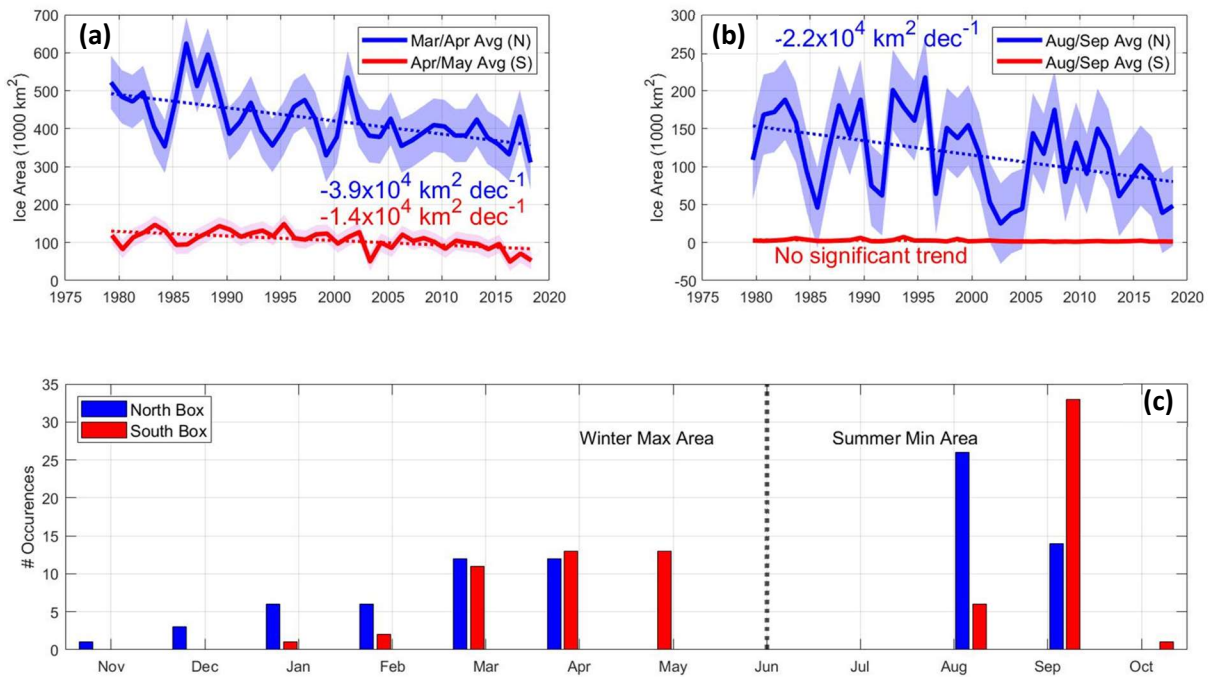 (a)
Mar/Apr Avg (N)
Apr/May Avg (S)
-3.9x10⁴ km² dec⁻¹
-1.4x10⁴ km² dec⁻¹
Ice Area (1000 km²)
700
600
500
400
300
200
100
0
1975 1980 1985 1990 1995 2000 2005 2010 2015 2020
(b)
-2.2x10⁴ km² dec⁻¹
Aug/Sep Avg (N)
Aug/Sep Avg (S)
No significant trend
Ice Area (1000 km²)
300
250
200
150
100
50
0
-50
1975 1980 1985 1990 1995 2000 2005 2010 2015 2020
(c)
North Box
South Box
Winter Max Area
Summer Min Area
# Occurences
35
30
25
20
15
10
5
0
Nov Dec Jan Feb Mar Apr May Jun Jul Aug Sep Oct